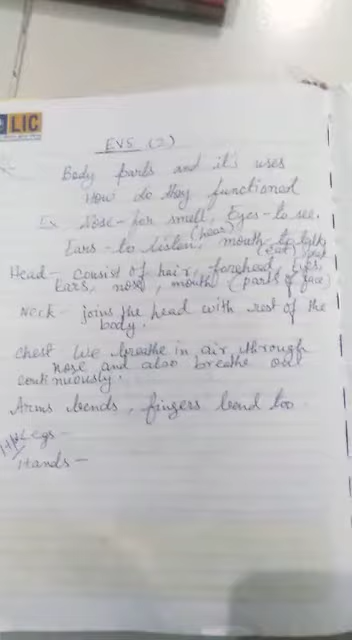 LIC
EVS (2)
Body parts and it's uses
How do they functioned
Ex Nose - for smell, Eyes - to see.
Ears - to listen (hear), mouth to talk
(eat)
Head - consist of hair, forehead, eyes,
Ears, nose, mouth (parts of face)
Neck - joins the head with rest of the
body.
Chest We breathe in air through
nose and also breathe out
continuously.
Arms bends, fingers bend too
Legs -
Hands -